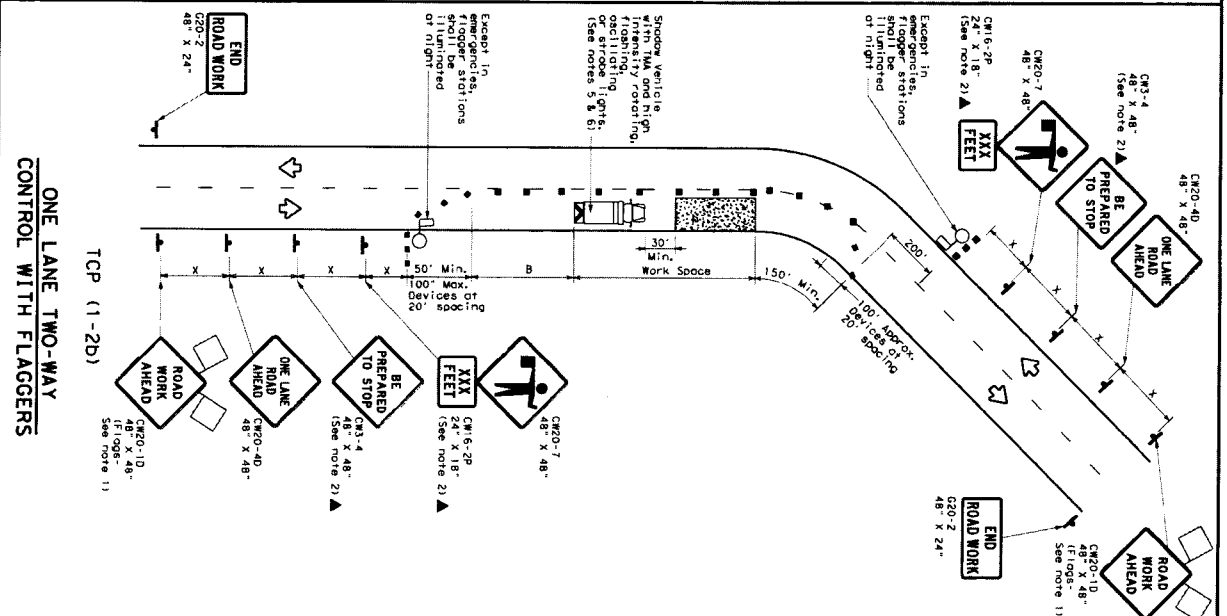 CW20-1D
48" X 48"
(Flags-
See note 1)
ROAD
WORK
AHEAD
CW20-4D
48" X 48"
ONE LANE
ROAD
AHEAD
CW3-4
48" X 48"
(See note 2)▲
BE
PREPARED
TO STOP
CW20-7
48" X 48"
CW16-2P
24" X 18"
(See note 2)▲
XXX
FEET
Except in
emergencies,
flagger stations
shall be
illuminated
at night
X
X
X
200'
100' Approx.
Devices at
20'
spacing
150'
Min.
END
ROAD WORK
G20-2
48" X 24"
Shadow Vehicle
with TMA and high
intensity rotating,
flashing,
oscillating
or strobe lights.
(See notes 5 & 6)
30'
Min.
Work Space
B
Except in
emergencies,
flagger stations
shall be
illuminated
at night
50' Min.
100" Max.
Devices at
20' spacing
X
X
X
X
CW20-7
48" X 48"
XXX
FEET
CW16-2P
24" X 18"
(See note 2)▲
BE
PREPARED
TO STOP
CW3-4
48" X 48"
(See note 2)▲
ONE LANE
ROAD
AHEAD
CW20-4D
48" X 48"
ROAD
WORK
AHEAD
CW20-1D
48" X 48"
(Flags-
See note 1)
END
ROAD WORK
G20-2
48" X 24"
TCP (1-2b)
ONE LANE TWO-WAY
CONTROL WITH FLAGGERS